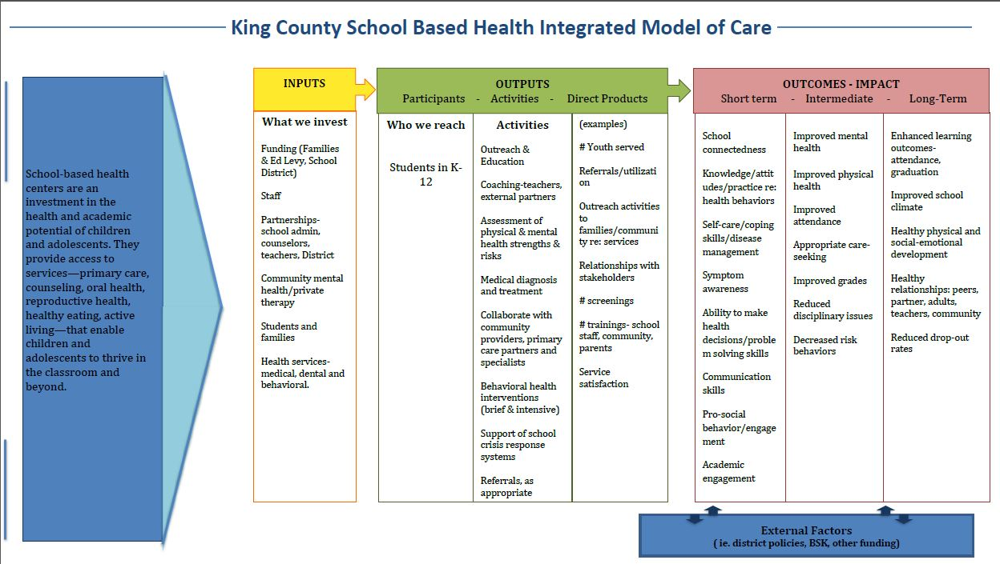 King County School Based Health Integrated Model of Care
School-based health
centers are an
investment in the
health and academic
potential of children
and adolescents. They
provide access to
services—primary care,
counseling, oral health,
reproductive health,
healthy eating, active
living—that enable
children and
adolescents to thrive in
the classroom and
beyond.
INPUTS
What we invest
Funding (Families
& Ed Levy, School
District)
Staff
Partnerships-
school admin,
counselors,
teachers, District
Community mental
health/private
therapy
Students and
families
Health services-
medical, dental and
behavioral.
OUTPUTS
Participants - Activities - Direct Products
Who we reach
Students in K-
12
Activities
Outreach &
Education
Coaching-teachers,
external partners
Assessment of
physical & mental
health strengths &
risks
Medical diagnosis
and treatment
Collaborate with
community
providers, primary
care partners and
specialists
Behavioral health
interventions
(brief & intensive)
Support of school
crisis response
systems
Referrals, as
appropriate
(examples)
# Youth served
Referrals/utilizati
on
Outreach activities
to
families/communi
ty re: services
Relationships with
stakeholders
# screenings
# trainings- school
staff, community,
parents
Service
satisfaction
OUTCOMES - IMPACT
Short term - Intermediate - Long-Term
School
connectedness
Knowledge/attit
udes/practice re:
health behaviors
Self-care/coping
skills/disease
management
Symptom
awareness
Ability to make
health
decisions/proble
m solving skills
Communication
skills
Pro-social
behavior/engage
ment
Academic
engagement
Improved mental
health
Improved physical
health
Improved
attendance
Appropriate care-
seeking
Improved grades
Reduced
disciplinary issues
Decreased risk
behaviors
Enhanced learning
outcomes-
attendance,
graduation
Improved school
climate
Healthy physical and
social-emotional
development
Healthy
relationships: peers,
partner, adults,
teachers, community
Reduced drop-out
rates
External Factors
( ie. district policies, BSK, other funding)